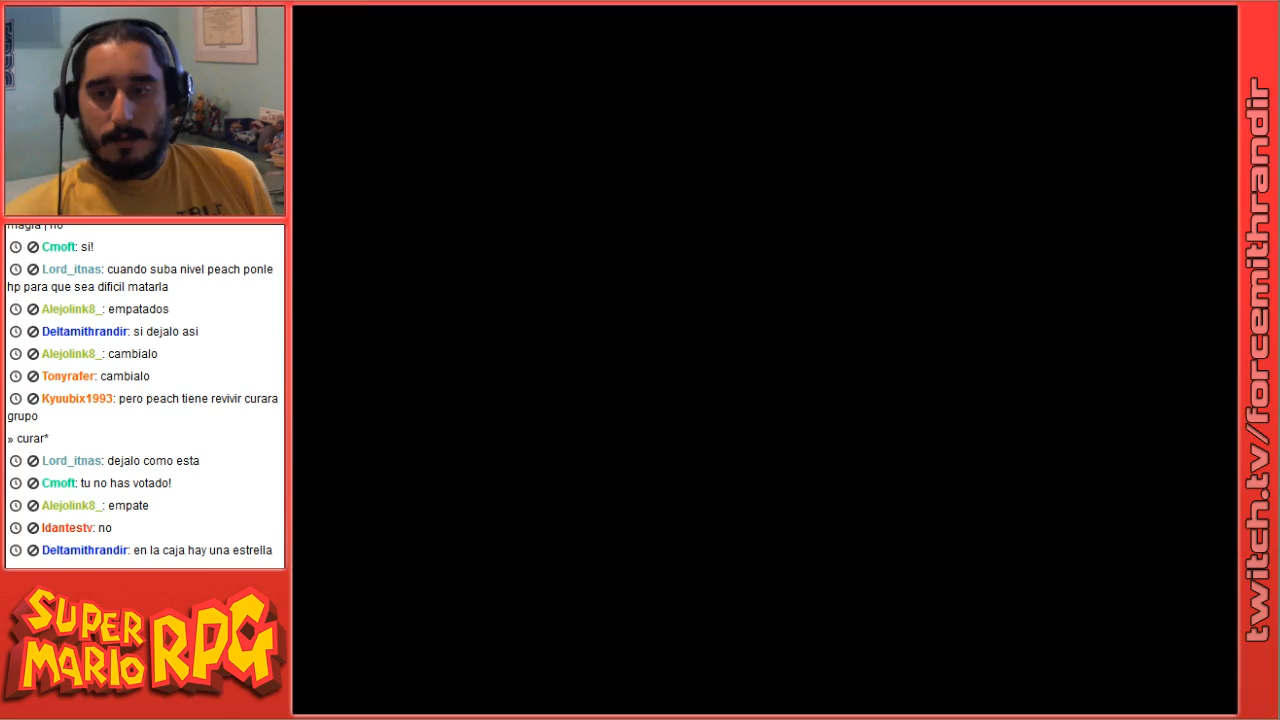 magia | no
Cmoft: si!
Lord_itnas: cuando suba nivel peach ponle
hp para que sea dificil matarla
Alejolink8_: empatados
Deltamithrandir: si dejalo asi
Alejolink8_: cambialo
Tonyrafer: cambialo
Kyuubix1993: pero peach tiene revivir curara
grupo
» curar*
Lord_itnas: dejalo como esta
Cmoft: tu no has votado!
Alejolink8_: empate
Idantestv: no
Deltamithrandir: en la caja hay una estrella
SUPER
MARIO RPG
twitch.tv/forcemithrandir